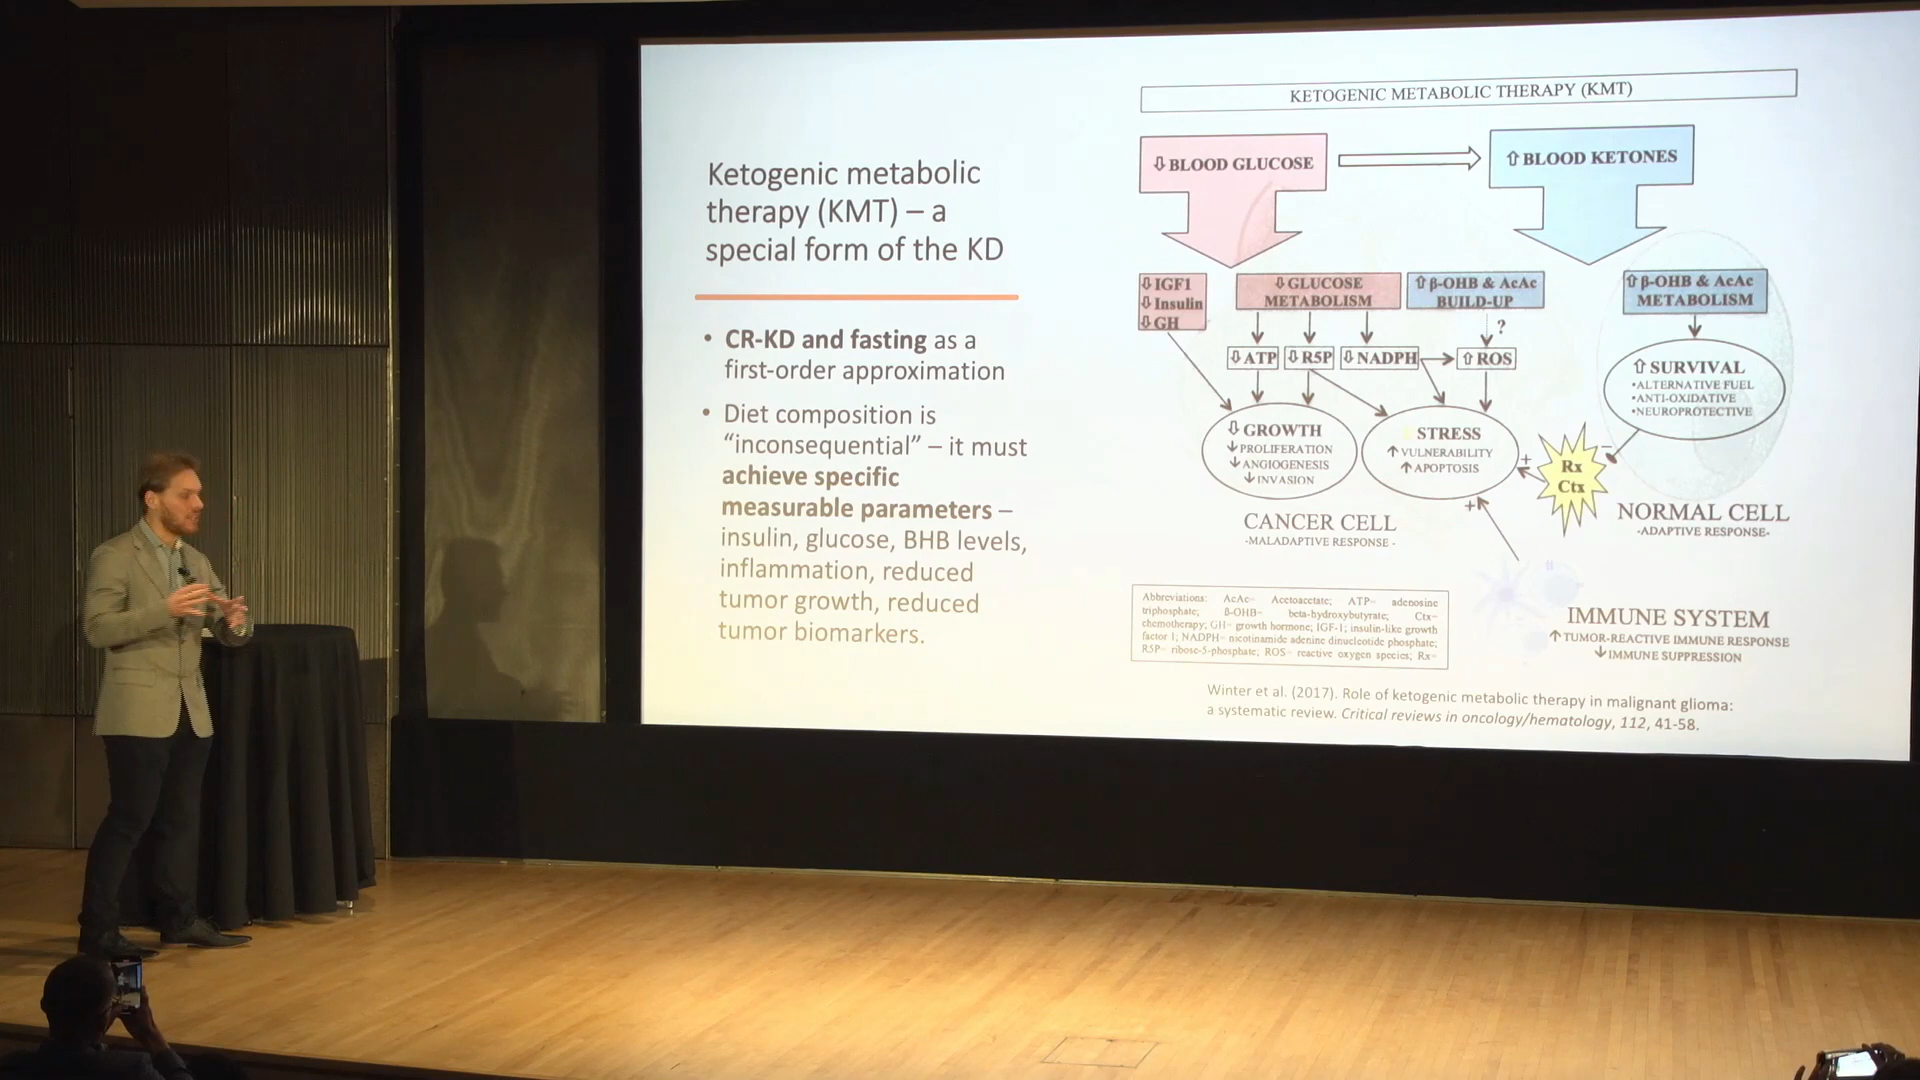 Ketogenic metabolic
therapy (KMT) – a
special form of the KD
• CR-KD and fasting as a
first-order approximation
• Diet composition is
“inconsequential” – it must
achieve specific
measurable parameters –
insulin, glucose, BHB levels,
inflammation, reduced
tumor growth, reduced
tumor biomarkers.
KETOGENIC METABOLIC THERAPY (KMT)
⇩ BLOOD GLUCOSE
⇧ BLOOD KETONES
⇩ IGF1
⇩ Insulin
⇩ GH
⇩ GLUCOSE
METABOLISM
⇧ β-OHB & AcAc
BUILD-UP
⇧ β-OHB & AcAc
METABOLISM
?
⇩ ATP
⇩ R5P
⇩ NADPH
⇧ ROS
⇩ GROWTH
↓ PROLIFERATION
↓ ANGIOGENESIS
↓ INVASION
STRESS
↑ VULNERABILITY
↑ APOPTOSIS
⇧ SURVIVAL
•ALTERNATIVE FUEL
•ANTI-OXIDATIVE
•NEUROPROTECTIVE
+
–
Rx
Ctx
+
CANCER CELL
-MALADAPTIVE RESPONSE -
NORMAL CELL
-ADAPTIVE RESPONSE-
IMMUNE SYSTEM
↑ TUMOR-REACTIVE IMMUNE RESPONSE
↓ IMMUNE SUPPRESSION
Abbreviations: AcAc– Acetoacetate; ATP– adenosine
triphosphate; β-OHB– beta-hydroxybutyrate; Ctx–
chemotherapy; GH– growth hormone; IGF-1; insulin-like growth
factor 1; NADPH– nicotinamide adenine dinucleotide phosphate;
R5P– ribose-5-phosphate; ROS– reactive oxygen species; Rx–
Winter et al. (2017). Role of ketogenic metabolic therapy in malignant glioma:
a systematic review. Critical reviews in oncology/hematology, 112, 41-58.